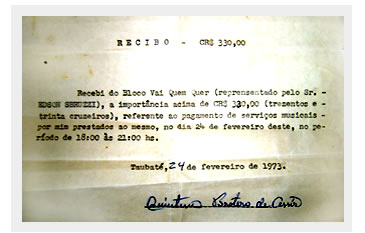 RECIBO - CR$ 330,00
Recebi do Bloco Vai Quem Quer (reprensentado pelo Sr. -
EDSON), a importância acima de CR$ 330,00 (trezentos e -
trinta cruzeiros), referente ao pagamento de serviços musicais -
por mim prestados ao mesmo, no dia 24 de fevereiro deste, no pe-
ríodo de 18:00 às 21:00 hs.
Taubaté, 24 de fevereiro de 1973.